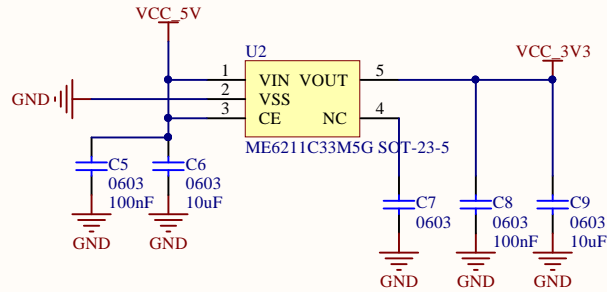 VCC_5V
U2
VCC_3V3
1 VIN VOUT 5
GND 2 VSS
3 CE NC 4
ME6211C33M5G SOT-23-5
C5 C6
0603 0603
100nF 10uF
C7 C8 C9
0603 0603 0603
100nF 10uF
GND GND
GND GND GND